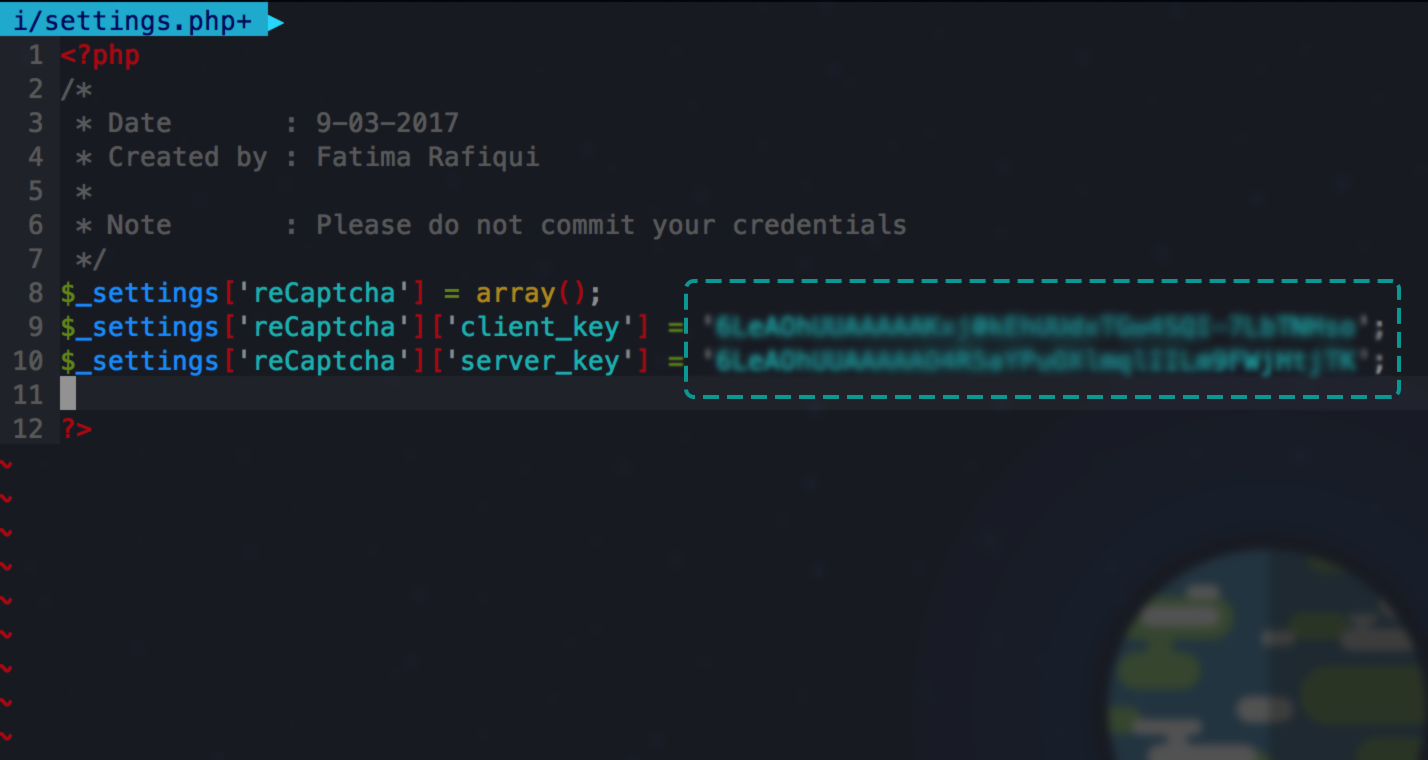 i/settings.php+
1 <?php
2 /*
3 * Date : 9-03-2017
4 * Created by : Fatima Rafiqui
5 *
6 * Note : Please do not commit your credentials
7 */
8 $_settings['reCaptcha'] = array();
9 $_settings['reCaptcha']['client_key'] = '';
10 $_settings['reCaptcha']['server_key'] = '';
11
12 ?>
~
~
~
~
~
~
~
~
~